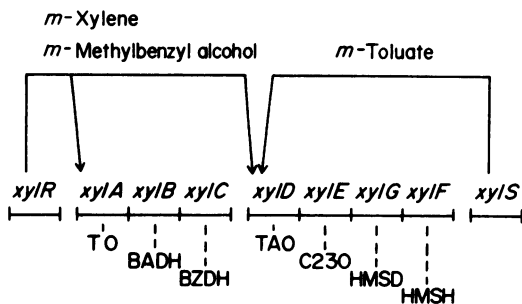 m-Xylene
m-Methylbenzyl alcohol m-Toluate
xylR xylA xylB xylC xylD xylE xylG xylF xylS
TO TAO
BADH C230
BZDH HMSD
HMSH